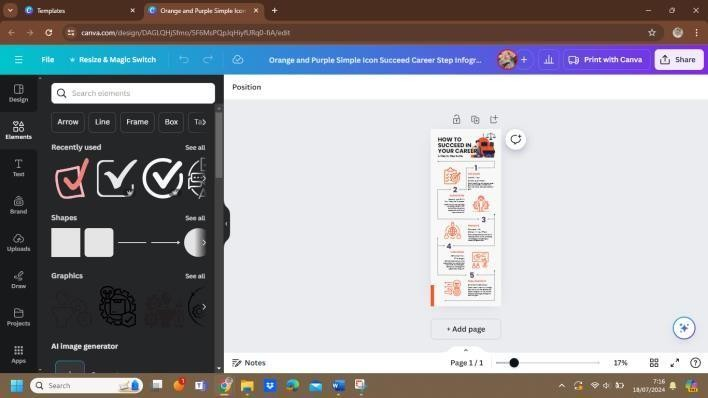 Templates
Orange and Purple Simple Icon
canva.com/design/DAGLQHjSfmo/5F6MsPQpJqHiyfURq0-fiA/edit
File
Resize & Magic Switch
Orange and Purple Simple Icon Succeed Career Step Infogr...
Print with Canva
Share
Design
Elements
Text
Brand
Uploads
Draw
Projects
Apps
Search elements
Arrow
Line
Frame
Box
Recently used
See all
Shapes
See all
Graphics
See all
AI image generator
Position
HOW TO
SUCCEED IN
YOUR CAREER
1
2
3
4
5
+ Add page
Notes
Page 1 / 1
17%
Search
7:16
18/07/2024